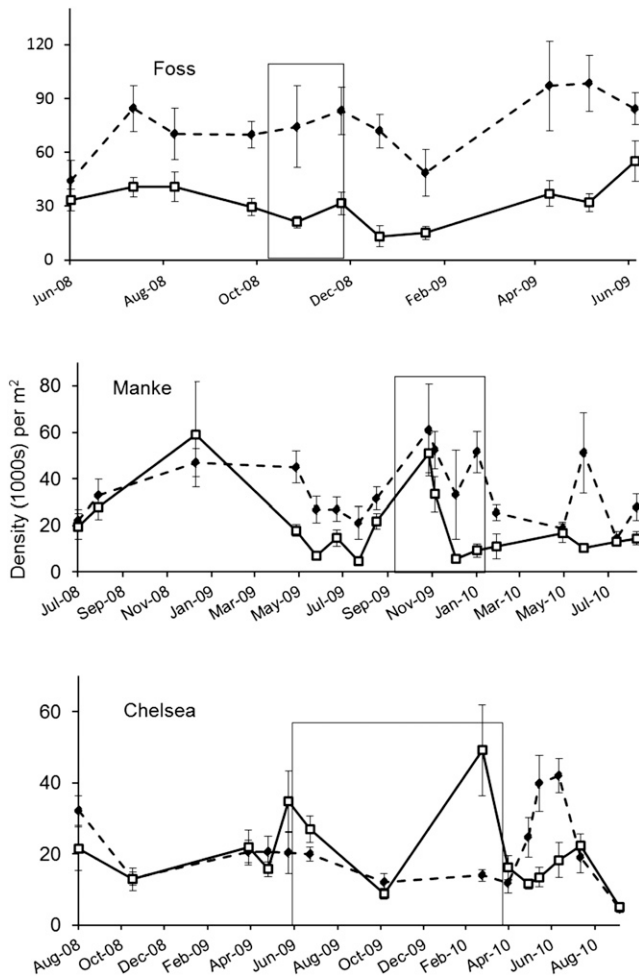 Foss
120
90
60
30
0
Jun-08 Aug-08 Oct-08 Dec-08 Feb-09 Apr-09 Jun-09
Manke
80
60
40
20
0
Density (1000s) per m²
Jul-08 Sep-08 Nov-08 Jan-09 Mar-09 May-09 Jul-09 Sep-09 Nov-09 Jan-10 Mar-10 May-10 Jul-10
Chelsea
60
40
20
0
Aug-08 Oct-08 Dec-08 Feb-09 Apr-09 Jun-09 Aug-09 Oct-09 Dec-09 Feb-10 Apr-10 Jun-10 Aug-10